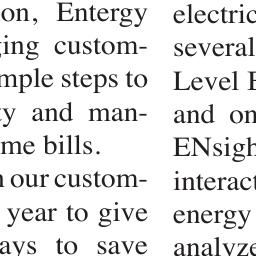 on, Entergy
ging custom-
mple steps to
ty and man-
me bills.
n our custom-
year to give
ays to save
electric
several
Level
and on
ENsigh
interact
energy
analyze